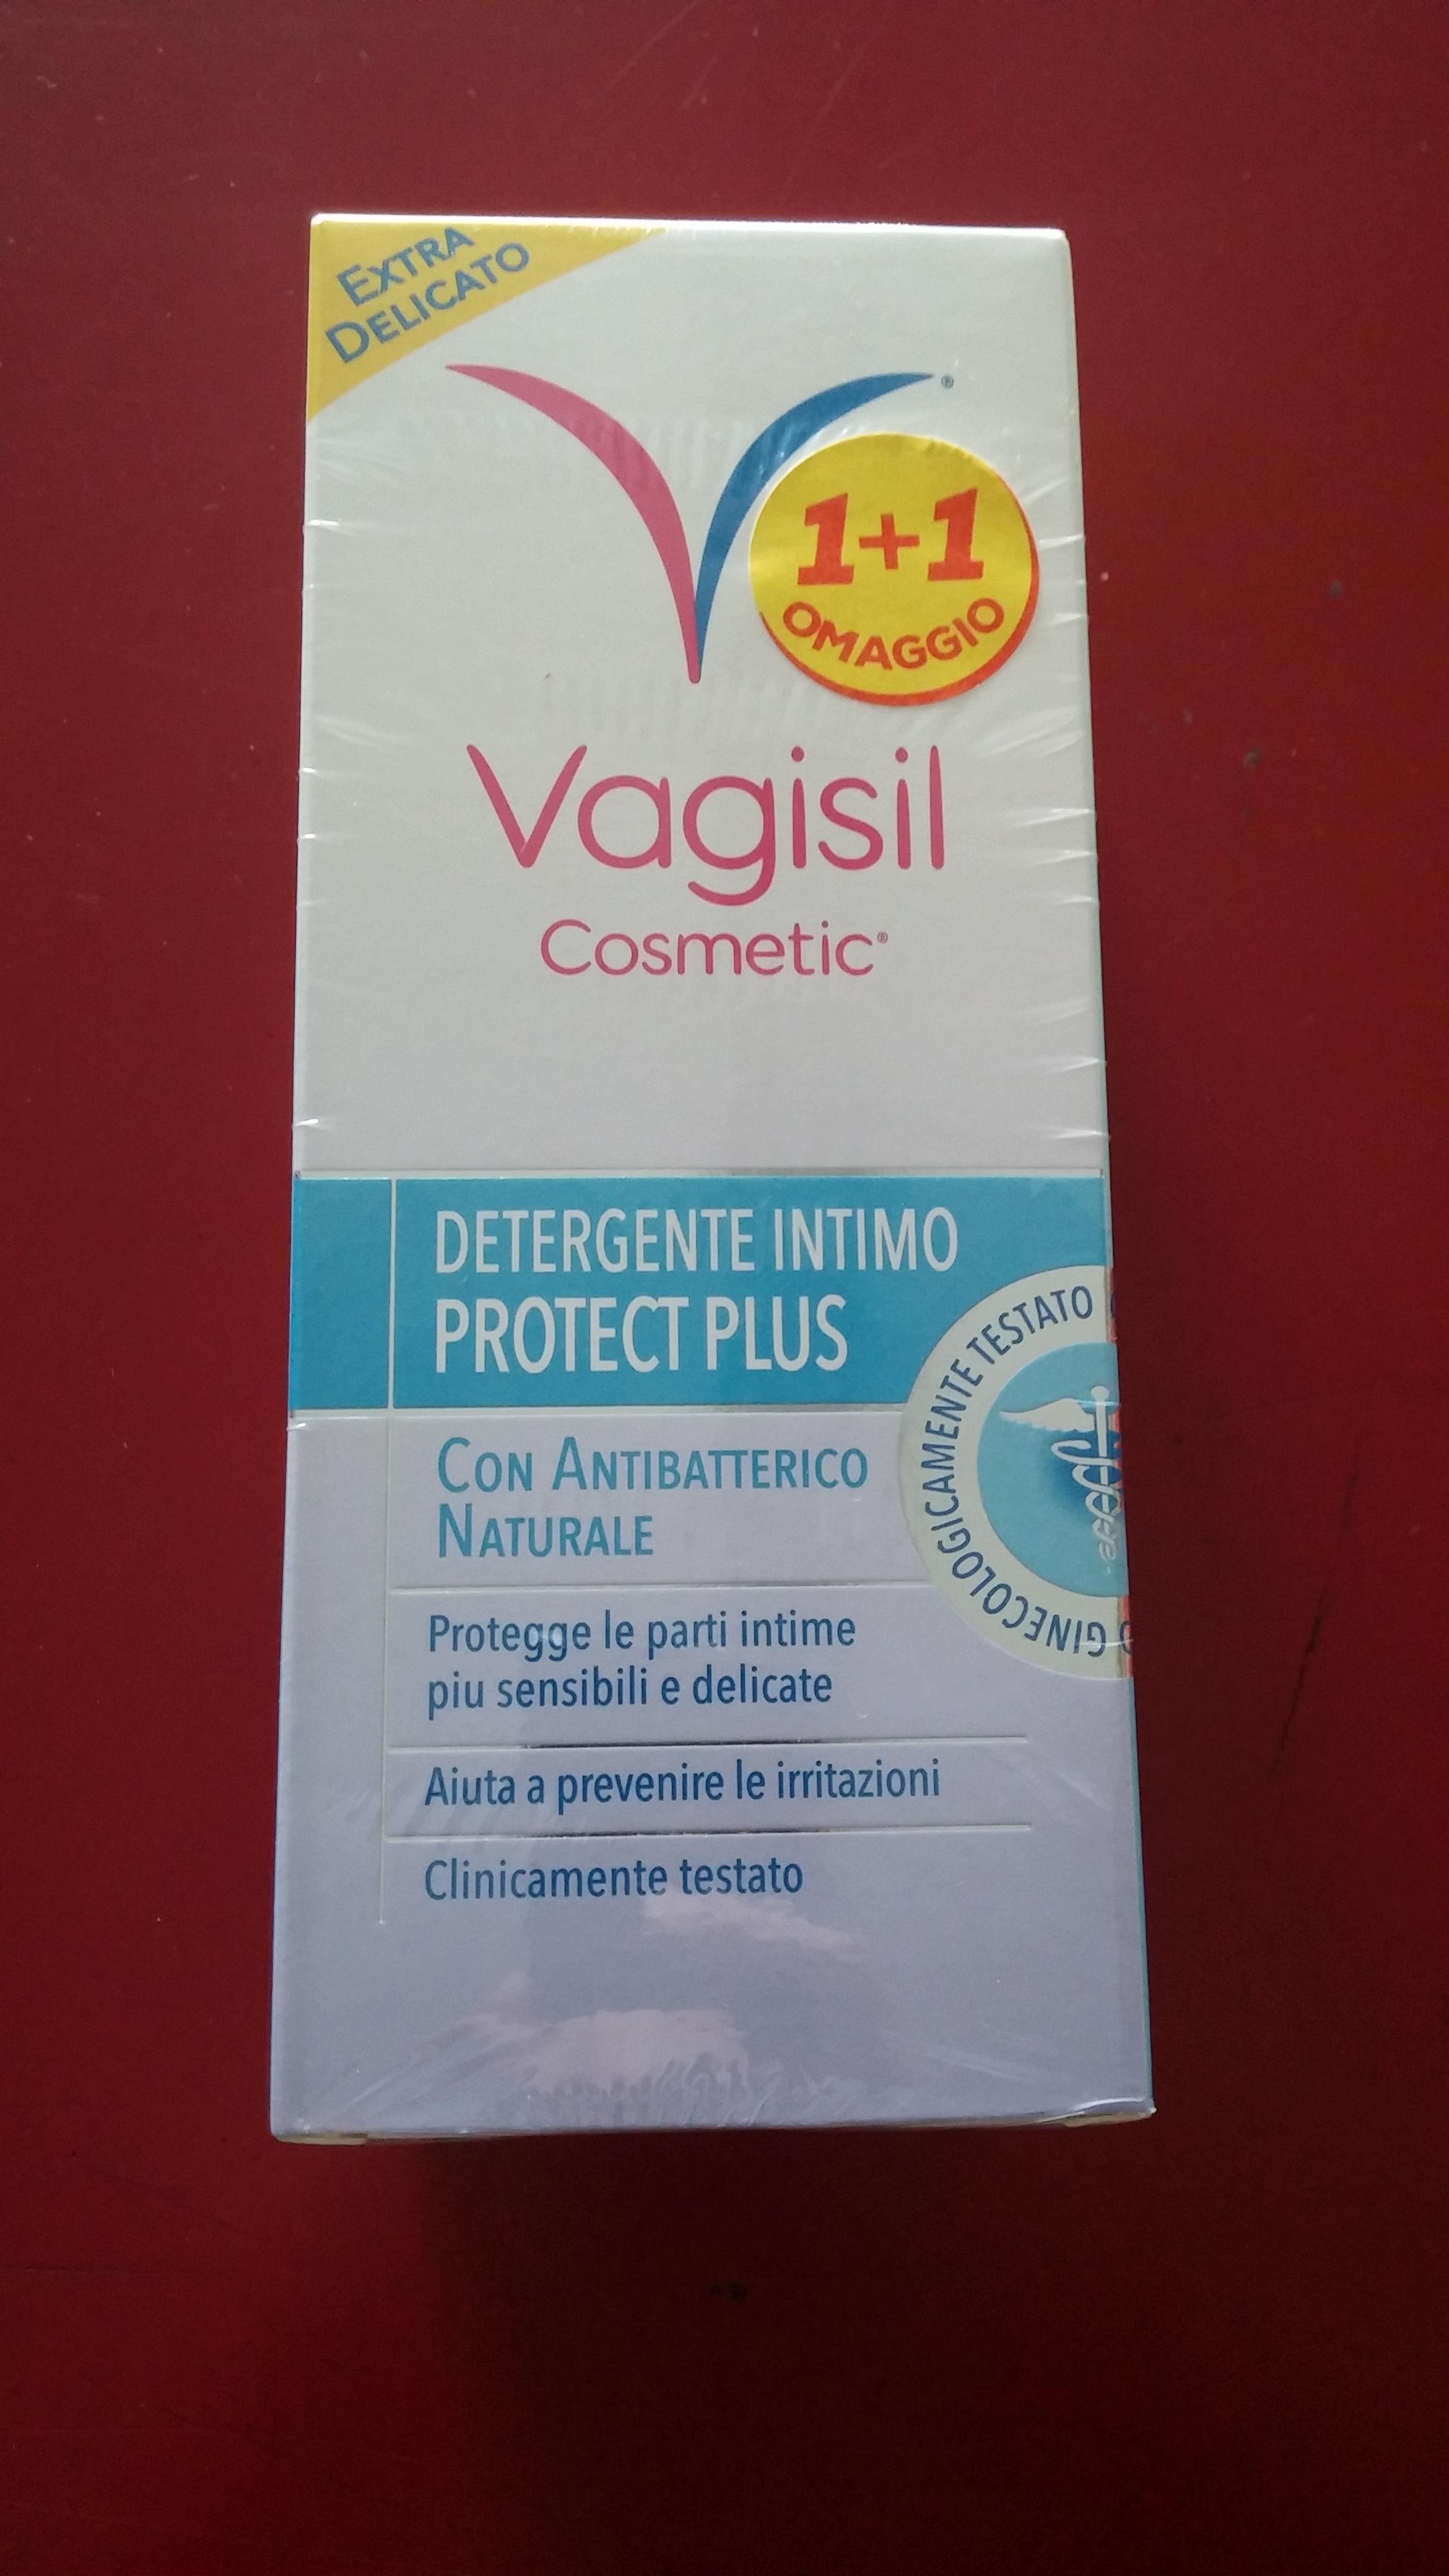 EXTRA
DELICATO
®
1+1
OMAGGIO
Vagisil
Cosmetic®
DETERGENTE INTIMO
PROTECT PLUS
GINECOLOGICAMENTE TESTATO
CON ANTIBATTERICO
NATURALE
Protegge le parti intime
piu sensibili e delicate
Aiuta a prevenire le irritazioni
Clinicamente testato